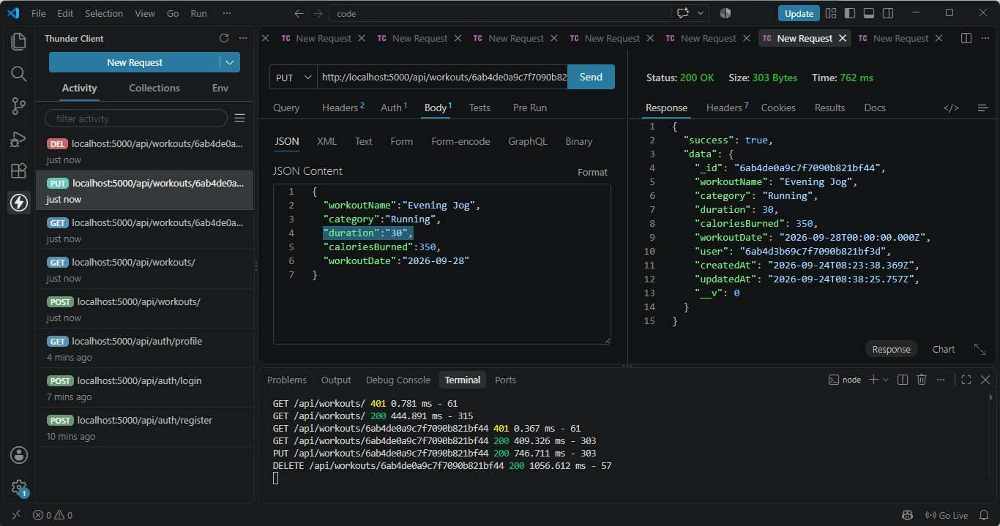 File Edit Selection View Go Run ···
code
Update
Thunder Client
New Request
Activity Collections Env
filter activity
DEL localhost:5000/api/workouts/6ab4de0a...
just now
PUT localhost:5000/api/workouts/6ab4de0a...
just now
GET localhost:5000/api/workouts/6ab4de0a...
just now
GET localhost:5000/api/workouts/
just now
POST localhost:5000/api/workouts/
just now
GET localhost:5000/api/auth/profile
4 mins ago
POST localhost:5000/api/auth/login
7 mins ago
POST localhost:5000/api/auth/register
10 mins ago
1
TC New Request TC New Request TC New Request TC New Request TC New Request TC New Request TC New Request
PUT http://localhost:5000/api/workouts/6ab4de0a9c7f7090b82 Send
Query Headers 2 Auth 1 Body 1 Tests Pre Run
JSON XML Text Form Form-encode GraphQL Binary
JSON Content Format
1 {
2 "workoutName":"Evening Jog",
3 "category":"Running",
4 "duration":"30",
5 "caloriesBurned":350,
6 "workoutDate":"2026-09-28"
7 }
Status: 200 OK Size: 303 Bytes Time: 762 ms
Response Headers 7 Cookies Results Docs </>
1 {
2 "success": true,
3 "data": {
4 "_id": "6ab4de0a9c7f7090b821bf44",
5 "workoutName": "Evening Jog",
6 "category": "Running",
7 "duration": 30,
8 "caloriesBurned": 350,
9 "workoutDate": "2026-09-28T00:00:00.000Z",
10 "user": "6ab4d3b69c7f7090b821bf3d",
11 "createdAt": "2026-09-24T08:23:38.369Z",
12 "updatedAt": "2026-09-24T08:38:25.757Z",
13 "__v": 0
14 }
15 }
Response Chart
Problems Output Debug Console Terminal Ports
node
GET /api/workouts/ 401 0.781 ms - 61
GET /api/workouts/ 200 444.891 ms - 315
GET /api/workouts/6ab4de0a9c7f7090b821bf44 401 0.367 ms - 61
GET /api/workouts/6ab4de0a9c7f7090b821bf44 200 409.326 ms - 303
PUT /api/workouts/6ab4de0a9c7f7090b821bf44 200 746.711 ms - 303
DELETE /api/workouts/6ab4de0a9c7f7090b821bf44 200 1056.612 ms - 57
0 0
Go Live